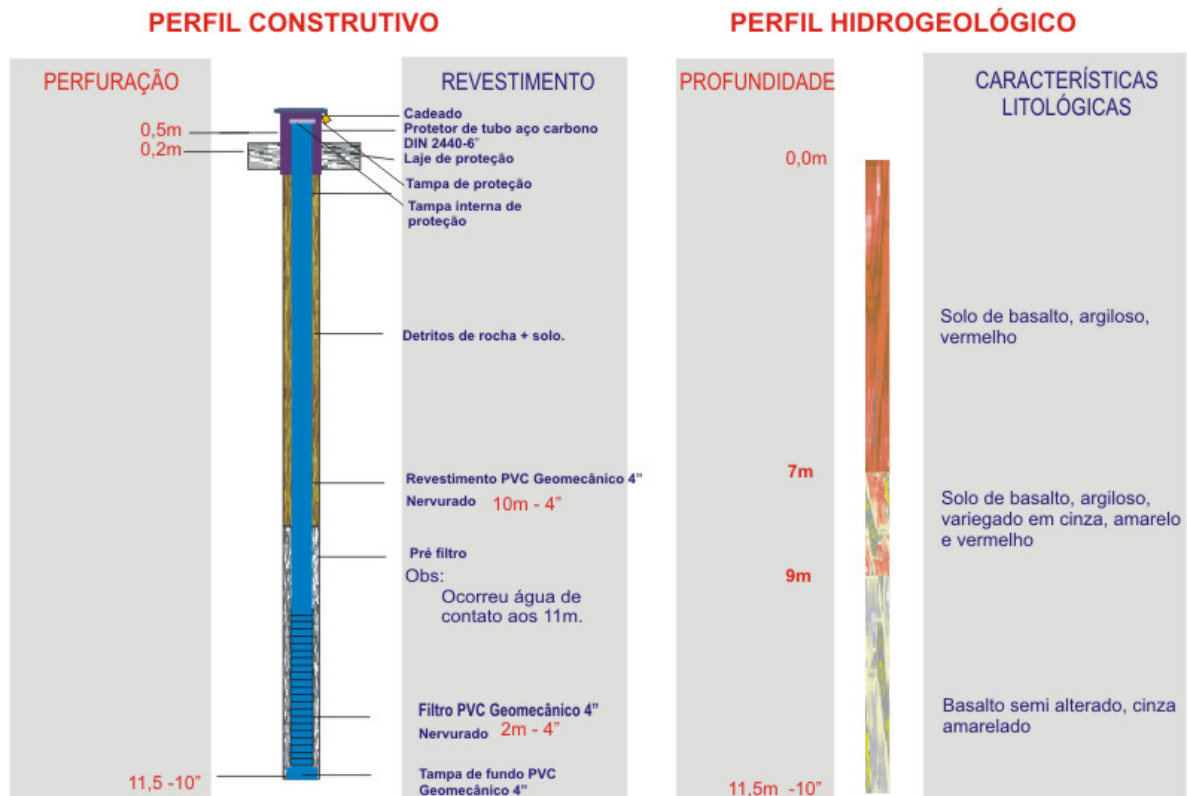 PERFIL CONSTRUTIVO
PERFURAÇÃO
REVESTIMENTO
0,5m
0,2m
Cadeado
Protetor de tubo aço carbono
DIN 2440-6"
Laje de proteção
Tampa de proteção
Tampa interna de
proteção
Detritos de rocha + solo.
Revestimento PVC Geomecânico 4”
Nervurado 10m - 4”
Pré filtro
Obs:
Ocorreu água de
contato aos 11m.
Filtro PVC Geomecânico 4”
Nervurado 2m - 4”
Tampa de fundo PVC
Geomecânico 4”
11,5 -10”
PERFIL HIDROGEOLÓGICO
PROFUNDIDADE
CARACTERÍSTICAS
LITOLÓGICAS
0,0m
Solo de basalto, argiloso,
vermelho
7m
Solo de basalto, argiloso,
variegado em cinza, amarelo
e vermelho
9m
Basalto semi alterado, cinza
amarelado
11,5m -10”